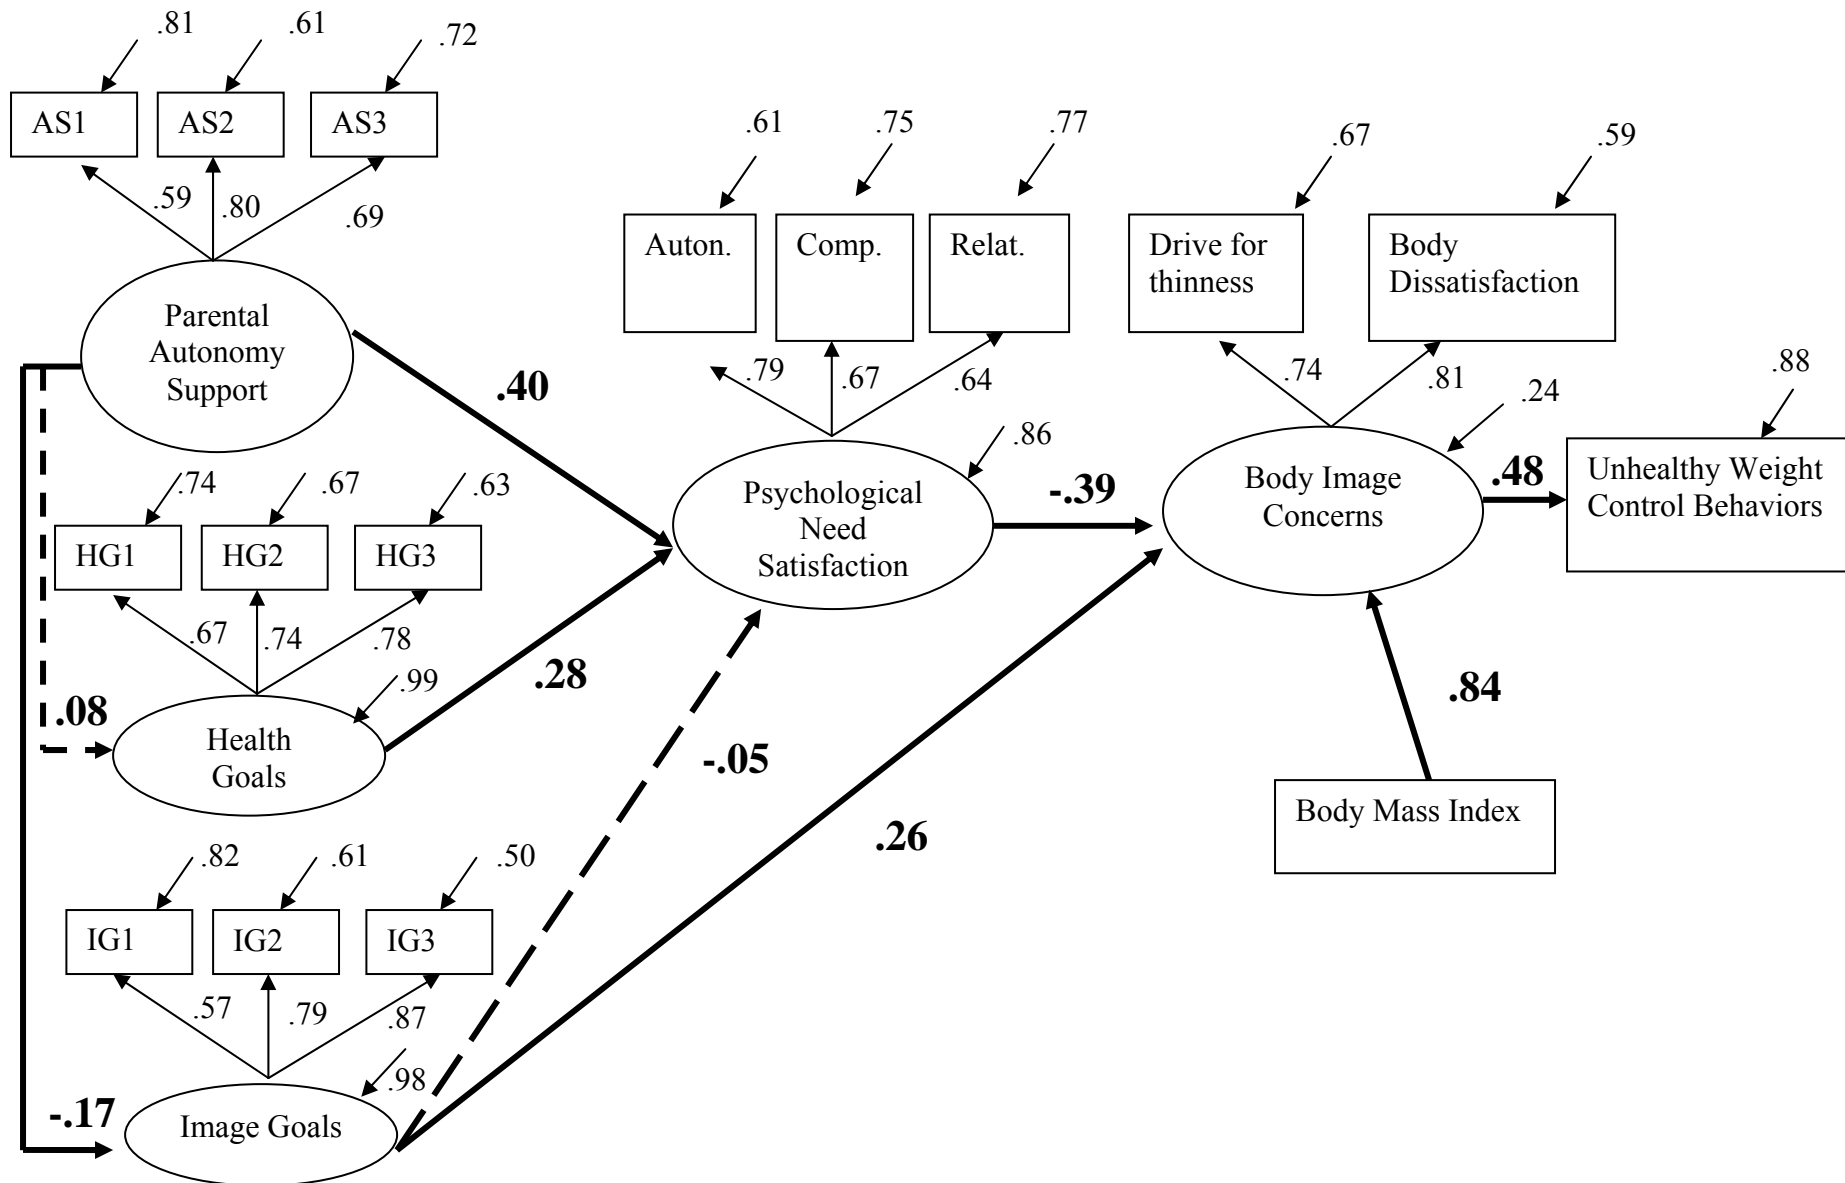 .81
.61
.72
AS1
AS2
AS3
.59
.80
.69
Parental
Autonomy
Support
.61
.75
.77
Auton.
Comp.
Relat.
.79
.67
.64
.67
.59
Drive for
thinness
Body
Dissatisfaction
.74
.81
.24
.88
.40
.86
Psychological
Need
Satisfaction
-.39
Body Image
Concerns
.48
Unhealthy Weight
Control Behaviors
.74
.67
.63
HG1
HG2
HG3
.67
.74
.78
.99
.08
Health
Goals
.28
-.05
.26
.84
Body Mass Index
.82
.61
.50
IG1
IG2
IG3
.57
.79
.87
.98
-.17
Image Goals